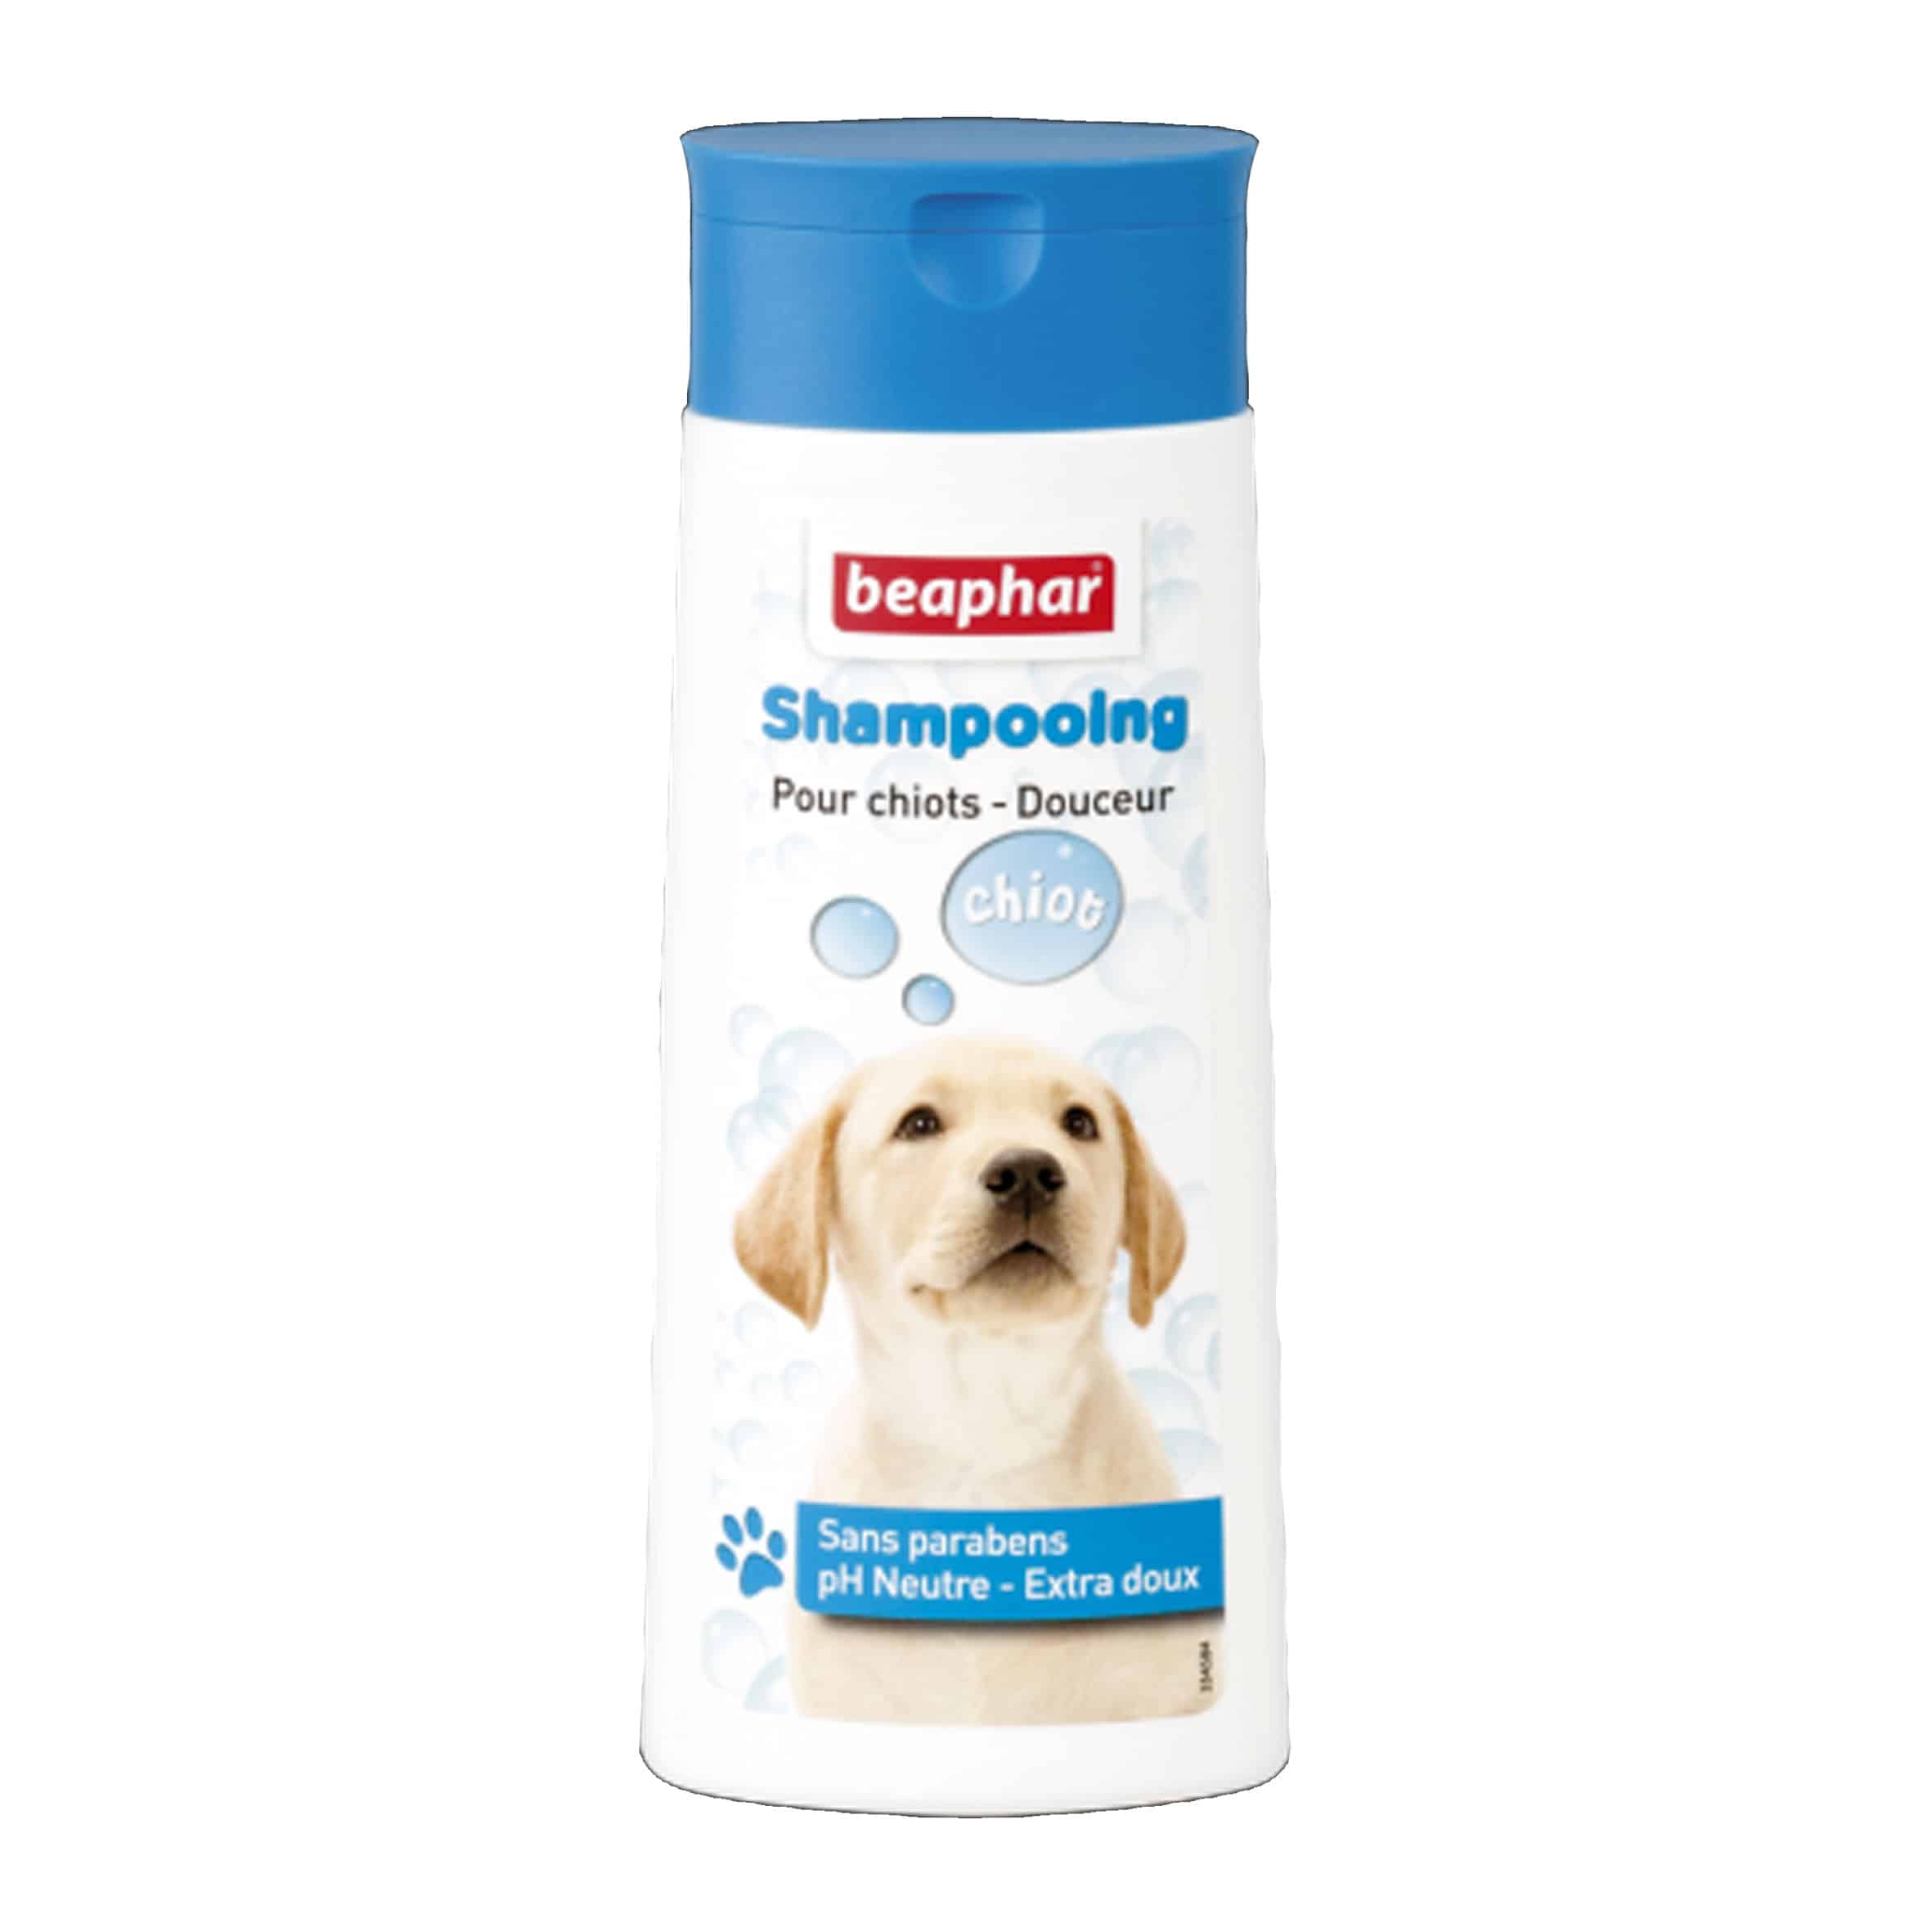 beaphar®
Shampooing
Pour chiots - Douceur
chiot
Sans parabens
pH Neutre - Extra doux